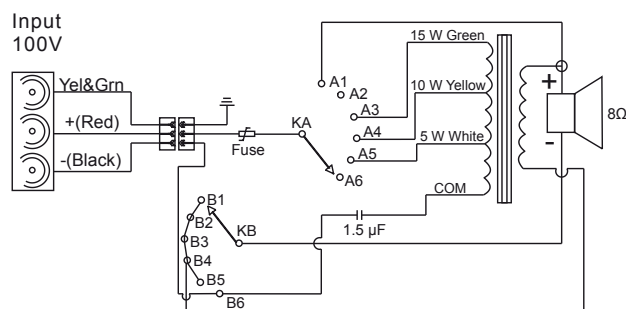 Input
100V
15 W Green
A1
Yel&Grn
A2
10 W Yellow
A3
+
8Ω
+(Red)
KA
A4
5 W White
-
Fuse
A5
-(Black)
A6
COM
B1
B2
1.5 µF
KB
B3
B4
B5
B6